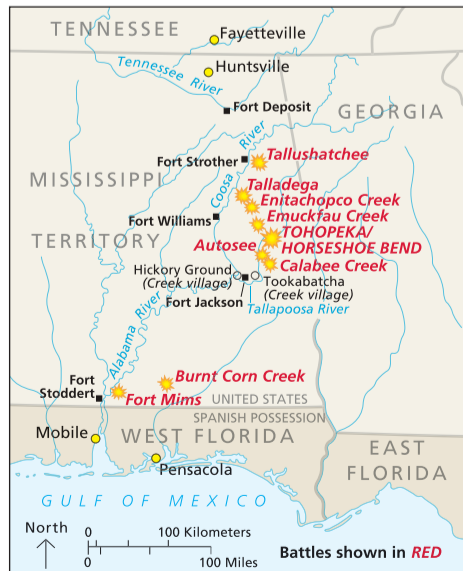 TENNESSEE
Fayetteville
Huntsville
Tennessee River
Fort Deposit
GEORGIA
Fort Strother
Coosa River
Tallushatchee
MISSISSIPPI
TERRITORY
Talladega
Enitachopco Creek
Fort Williams
Emuckfau Creek
TOHOPEKA/
HORSESHOE BEND
Autosee
Calabee Creek
Hickory Ground
(Creek village)
Tookabatcha
(Creek village)
Fort Jackson
Tallapoosa River
Alabama River
Burnt Corn Creek
Fort
Stoddert
Fort Mims
UNITED STATES
SPANISH POSSESSION
Mobile
WEST FLORIDA
EAST
FLORIDA
Pensacola
GULF OF MEXICO
North
0 100 Kilometers
0 100 Miles
Battles shown in RED